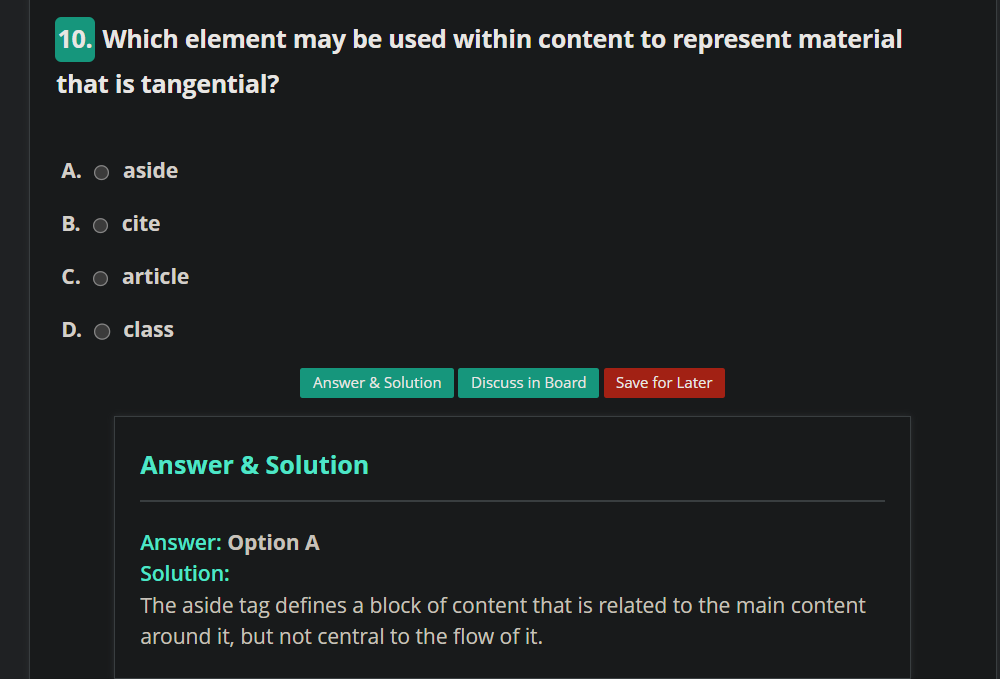 10. Which element may be used within content to represent material
that is tangential?
A. aside
B. cite
C. article
D. class
Answer & Solution Discuss in Board Save for Later
Answer & Solution
Answer: Option A
Solution:
The aside tag defines a block of content that is related to the main content
around it, but not central to the flow of it.